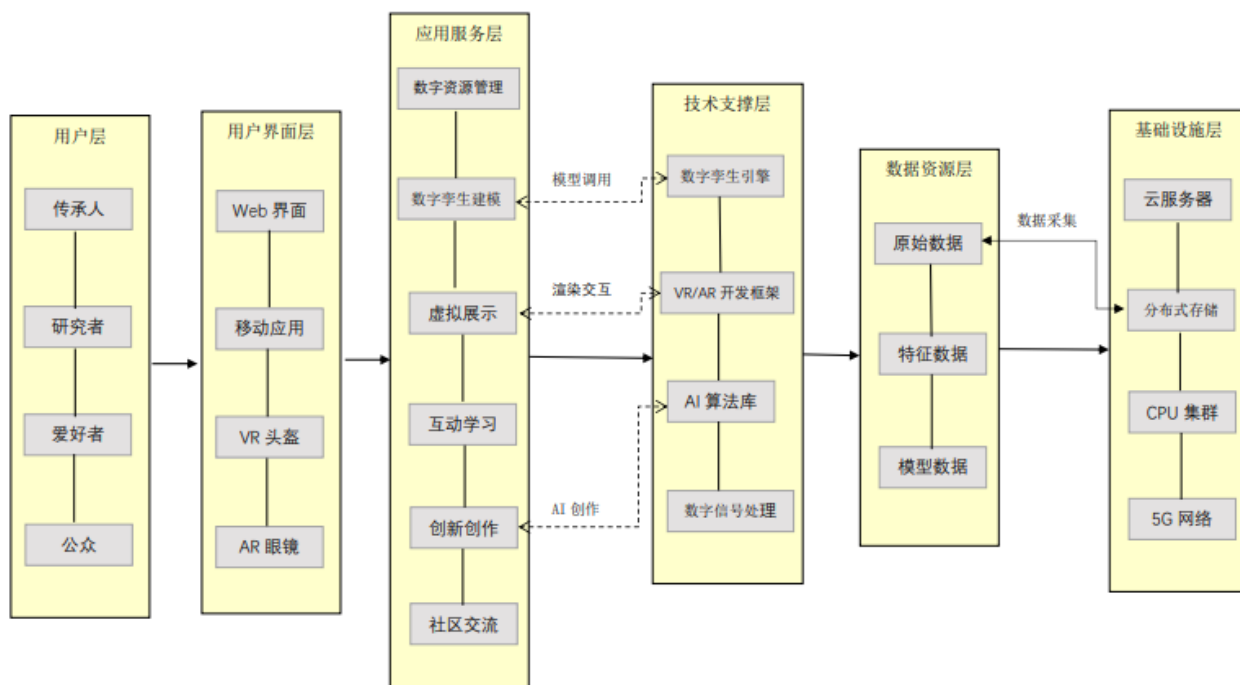 用户层
传承人
研究者
爱好者
公众
用户界面层
Web 界面
移动应用
VR 头盔
AR 眼镜
应用服务层
数字资源管理
数字孪生建模
虚拟展示
互动学习
创新创作
社区交流
模型调用
渲染交互
AI 创作
技术支撑层
数字孪生引擎
VR/AR 开发框架
AI 算法库
数字信号处理
数据资源层
原始数据
特征数据
模型数据
数据采集
基础设施层
云服务器
分布式存储
CPU 集群
5G 网络